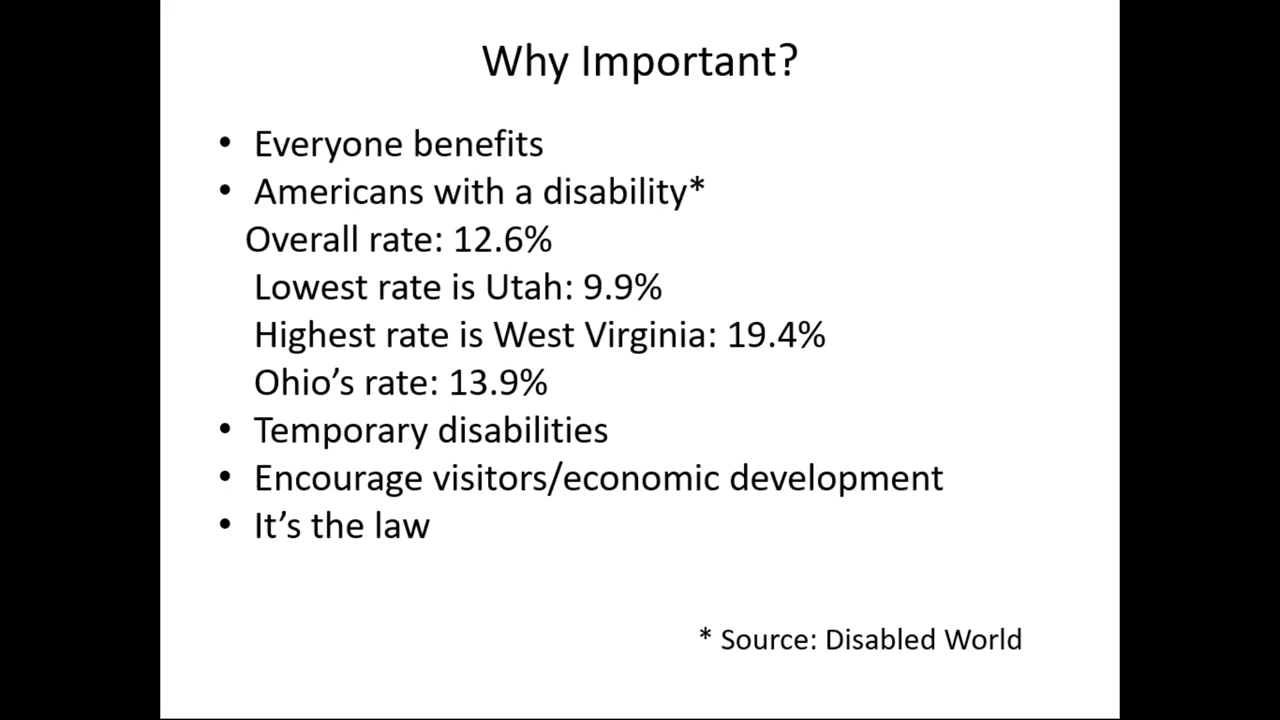 Why Important?
• Everyone benefits
• Americans with a disability*
Overall rate: 12.6%
Lowest rate is Utah: 9.9%
Highest rate is West Virginia: 19.4%
Ohio’s rate: 13.9%
• Temporary disabilities
• Encourage visitors/economic development
• It’s the law
* Source: Disabled World